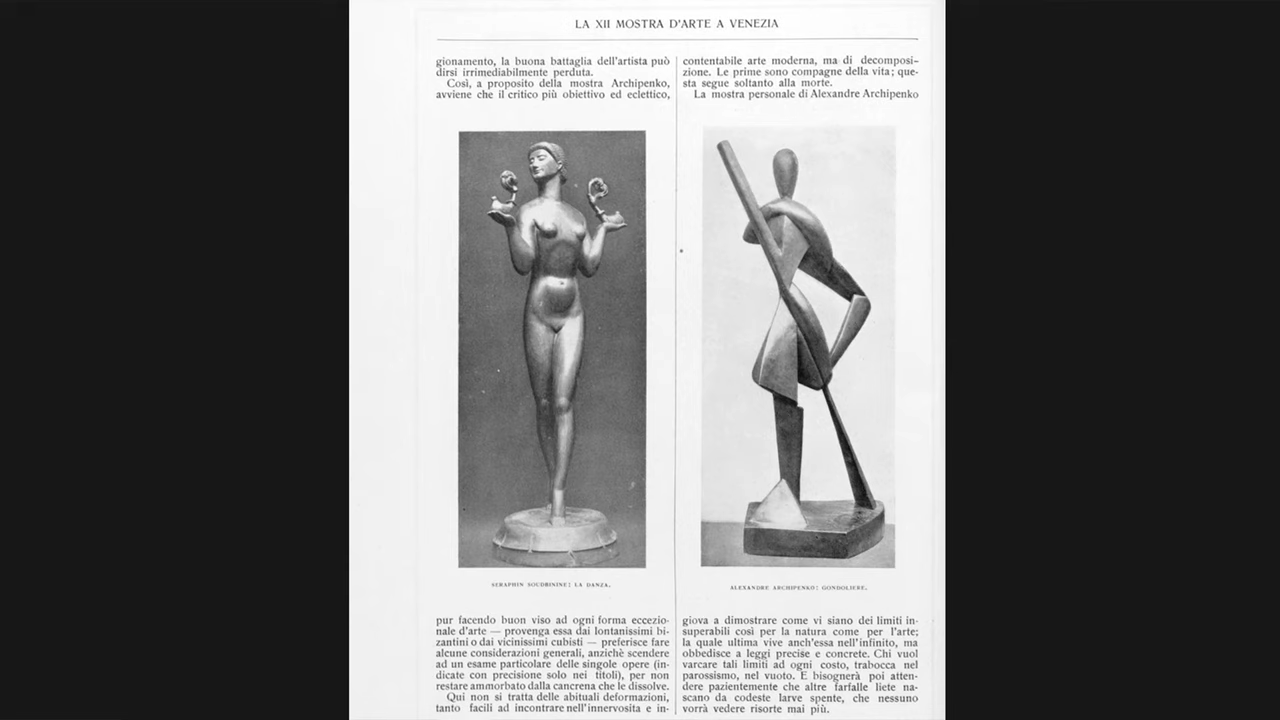 LA XII MOSTRA D'ARTE A VENEZIA
gionamento, la buona battaglia dell'artista può
dirsi irrimediabilmente perduta.
Così, a proposito della mostra Archipenko,
avviene che il critico più obiettivo ed eclettico,
SERAPHIN SOUDBININE: LA DANZA.
pur facendo buon viso ad ogni forma eccezio-
nale d'arte — provenga essa dai lontanissimi bi-
zantini o dai vicinissimi cubisti — preferisce fare
alcune considerazioni generali, anzichè scendere
ad un esame particolare delle singole opere (in-
dicate con precisione solo nei titoli), per non
restare ammorbato dalla cancrena che le dissolve.
Qui non si tratta delle abituali deformazioni,
tanto facili ad incontrare nell'innervosita e in-
contentabile arte moderna, ma di decomposi-
zione. Le prime sono compagne della vita; que-
sta segue soltanto alla morte.
La mostra personale di Alexandre Archipenko
ALEXANDRE ARCHIPENKO: GONDOLIERE.
giova a dimostrare come vi siano dei limiti in-
superabili così per la natura come per l'arte;
la quale ultima vive anch'essa nell'infinito, ma
obbedisce a leggi precise e concrete. Chi vuol
varcare tali limiti ad ogni costo, trabocca nel
parossismo, nel vuoto. E bisognerà poi atten-
dere pazientemente che altre farfalle liete na-
scano da codeste larve spente, che nessuno
vorrà vedere risorte mai più.